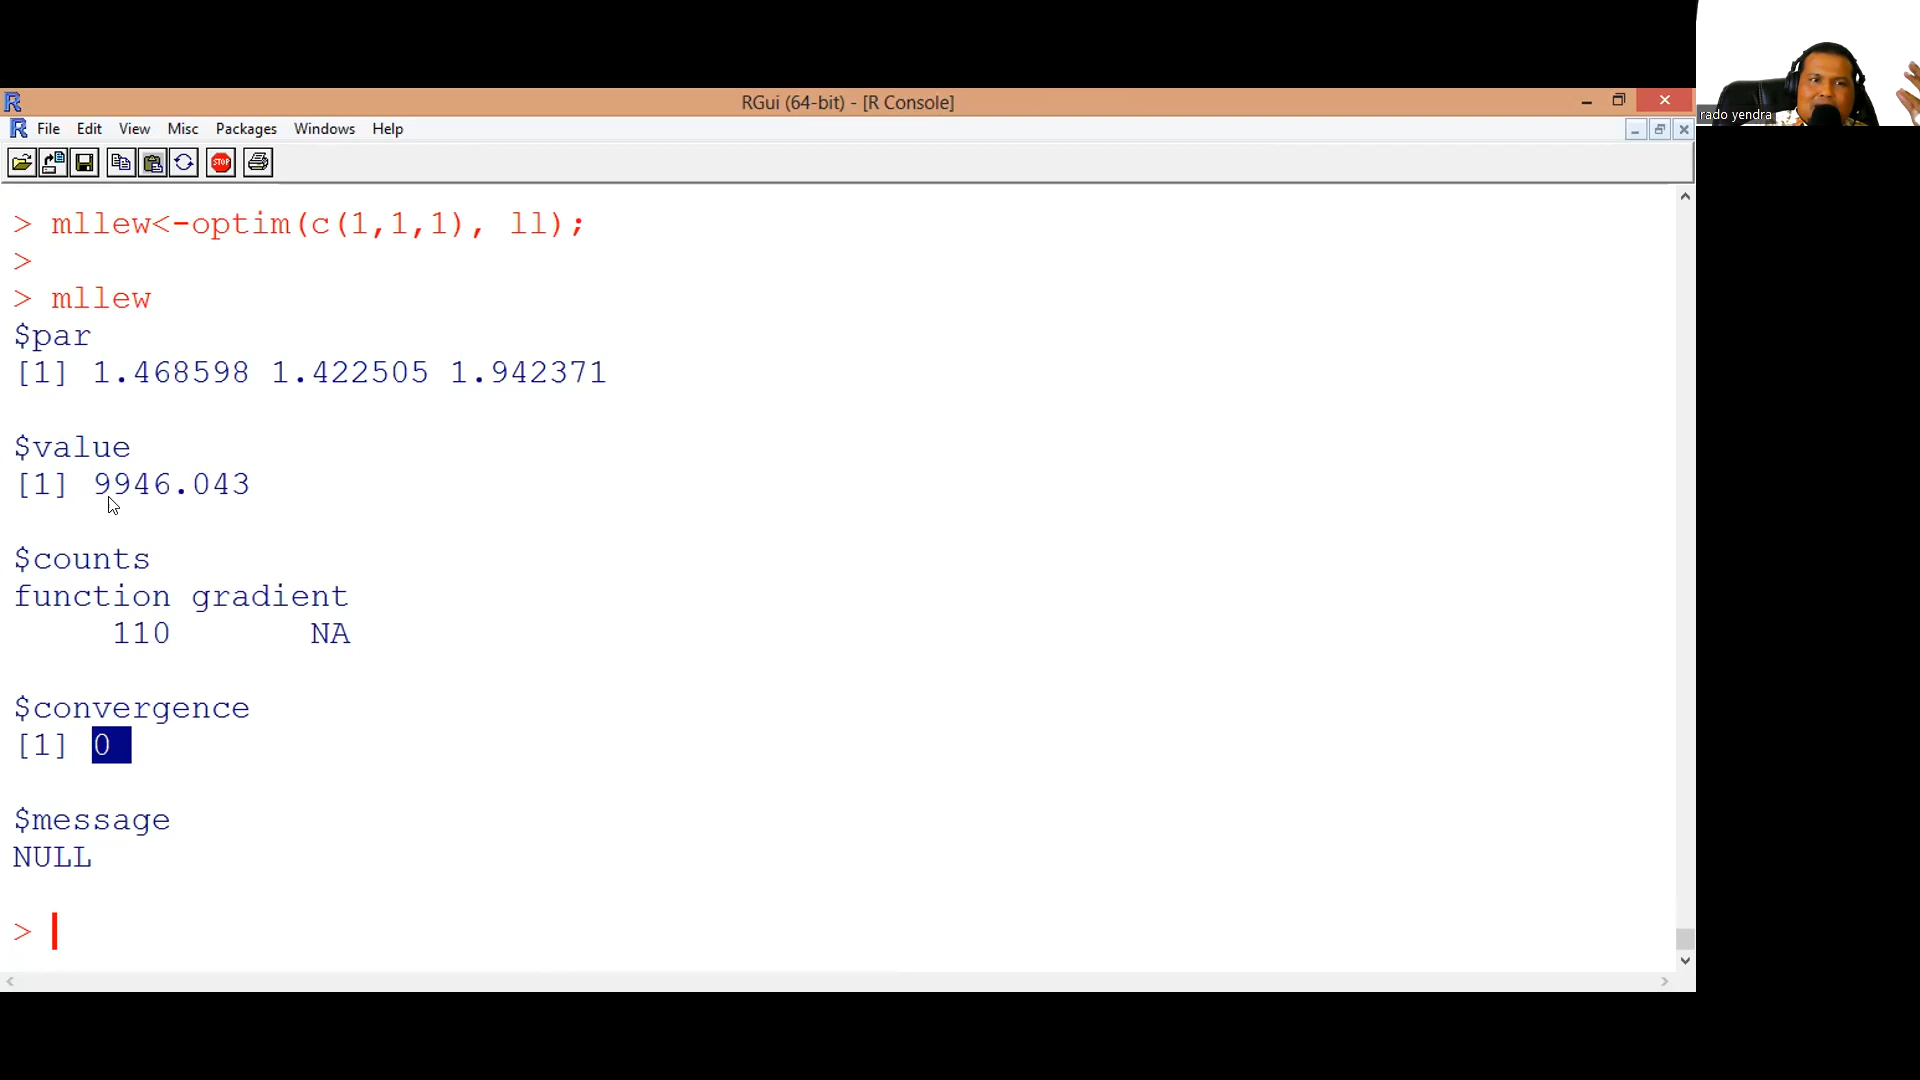 RGui (64-bit) - [R Console]
File Edit View Misc Packages Windows Help
STOP
rado yendra
> mllew<-optim(c(1,1,1), ll);
>
> mllew
$par
[1] 1.468598 1.422505 1.942371
$value
[1] 9946.043
$counts
function gradient
110 NA
$convergence
[1] 0
$message
NULL
>